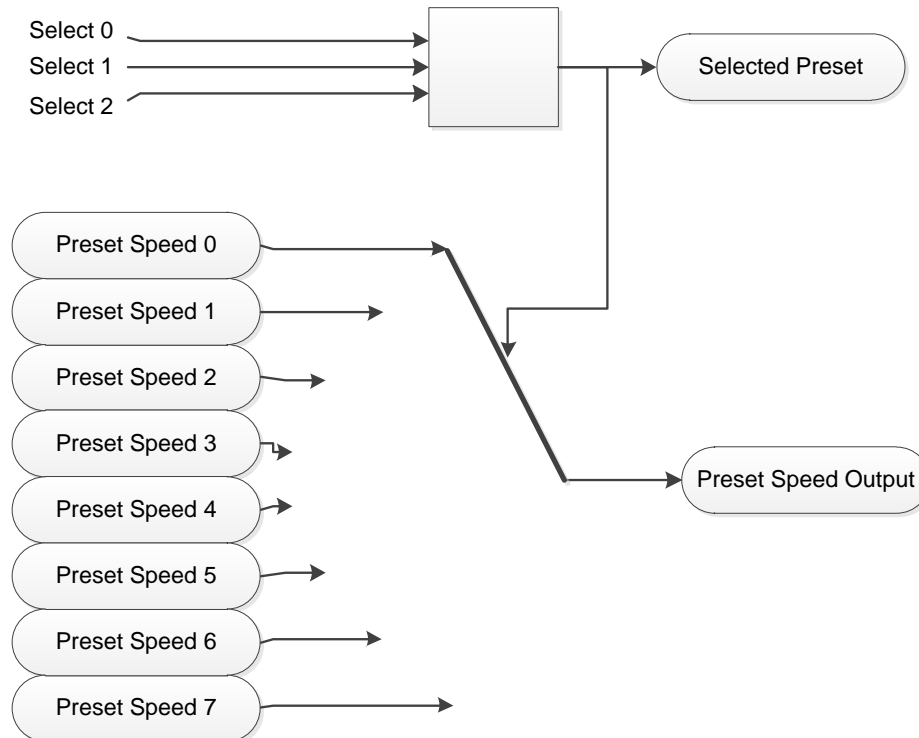 Select 0
Select 1
Select 2
Selected Preset
Preset Speed 0
Preset Speed 1
Preset Speed 2
Preset Speed 3
Preset Speed 4
Preset Speed 5
Preset Speed 6
Preset Speed 7
Preset Speed Output